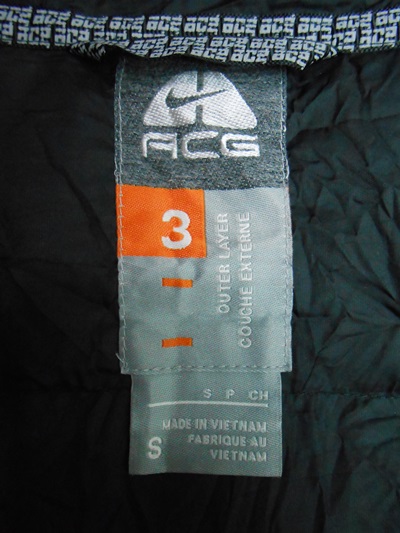 ACG
3
OUTER LAYER
COUCHE EXTERNE
S P CH
S
MADE IN VIETNAM
FABRIQUE AU
VIETNAM